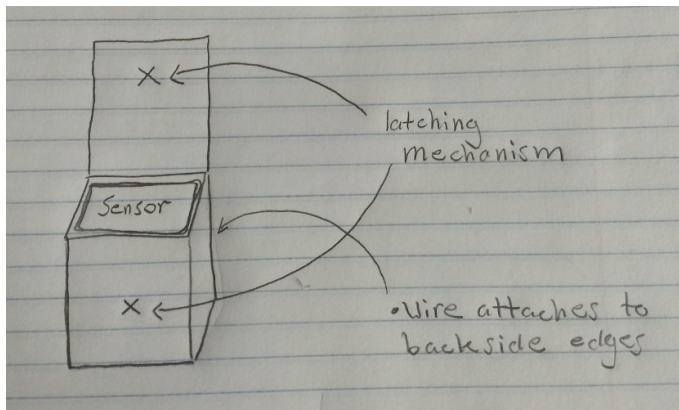 X
latching
mechanism
Sensor
X
•Wire attaches to
backside edges